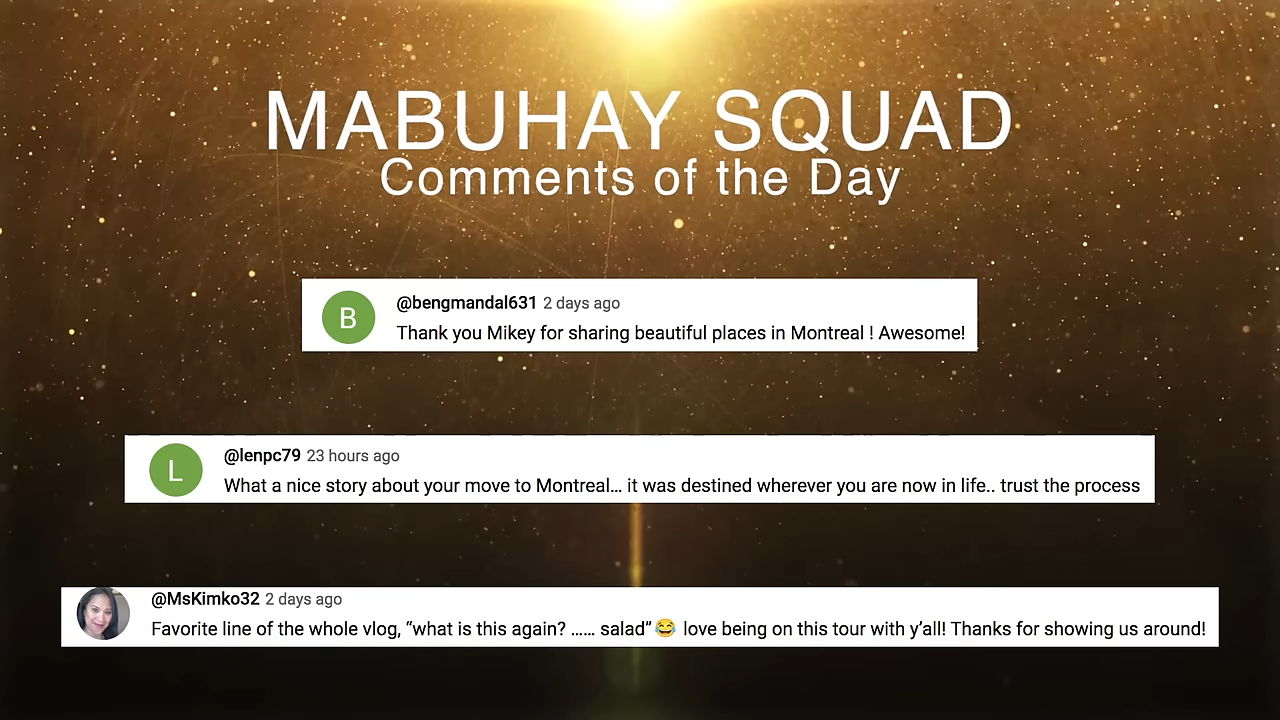 MABUHAY SQUAD
Comments of the Day
B
@bengmandal631 2 days ago
Thank you Mikey for sharing beautiful places in Montreal ! Awesome!
L
@lenpc79 23 hours ago
What a nice story about your move to Montreal… it was destined wherever you are now in life.. trust the process
@MsKimko32 2 days ago
Favorite line of the whole vlog, “what is this again? …… salad”😂 love being on this tour with y’all! Thanks for showing us around!